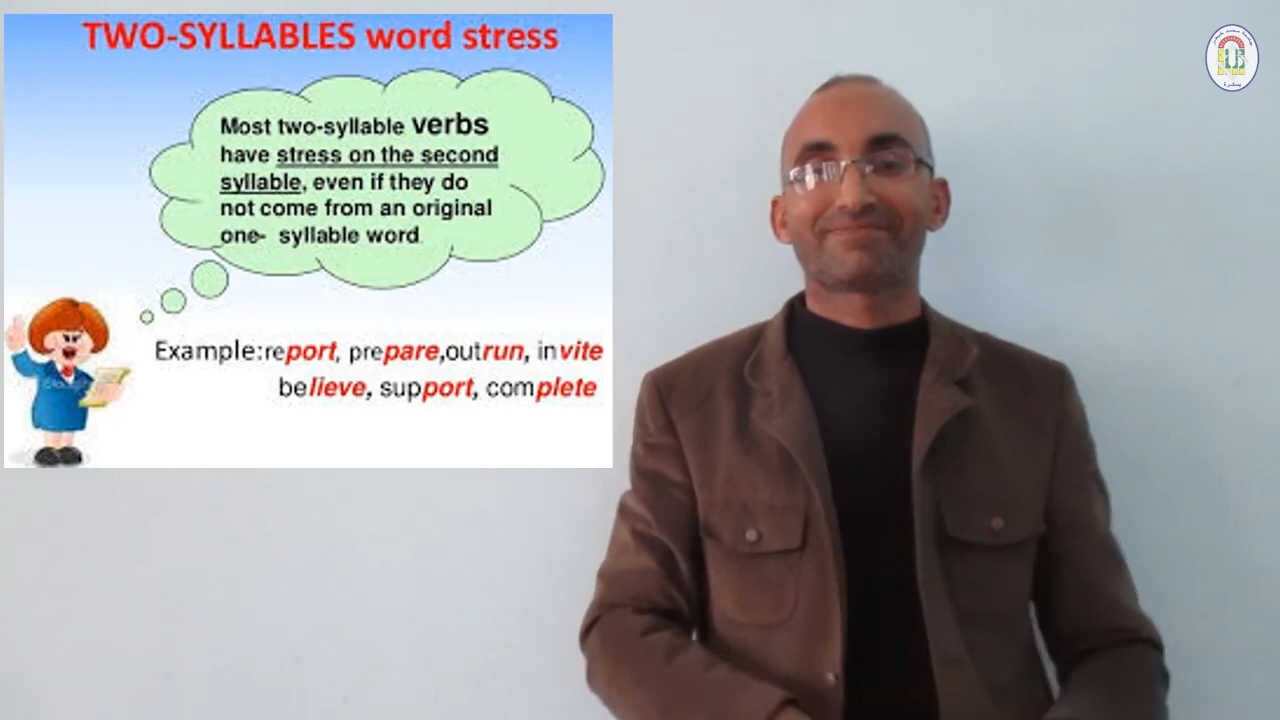 TWO-SYLLABLES word stress
Most two-syllable verbs
have stress on the second
syllable, even if they do
not come from an original
one- syllable word.
Example:report, prepare,outrun, invite
believe, support, complete